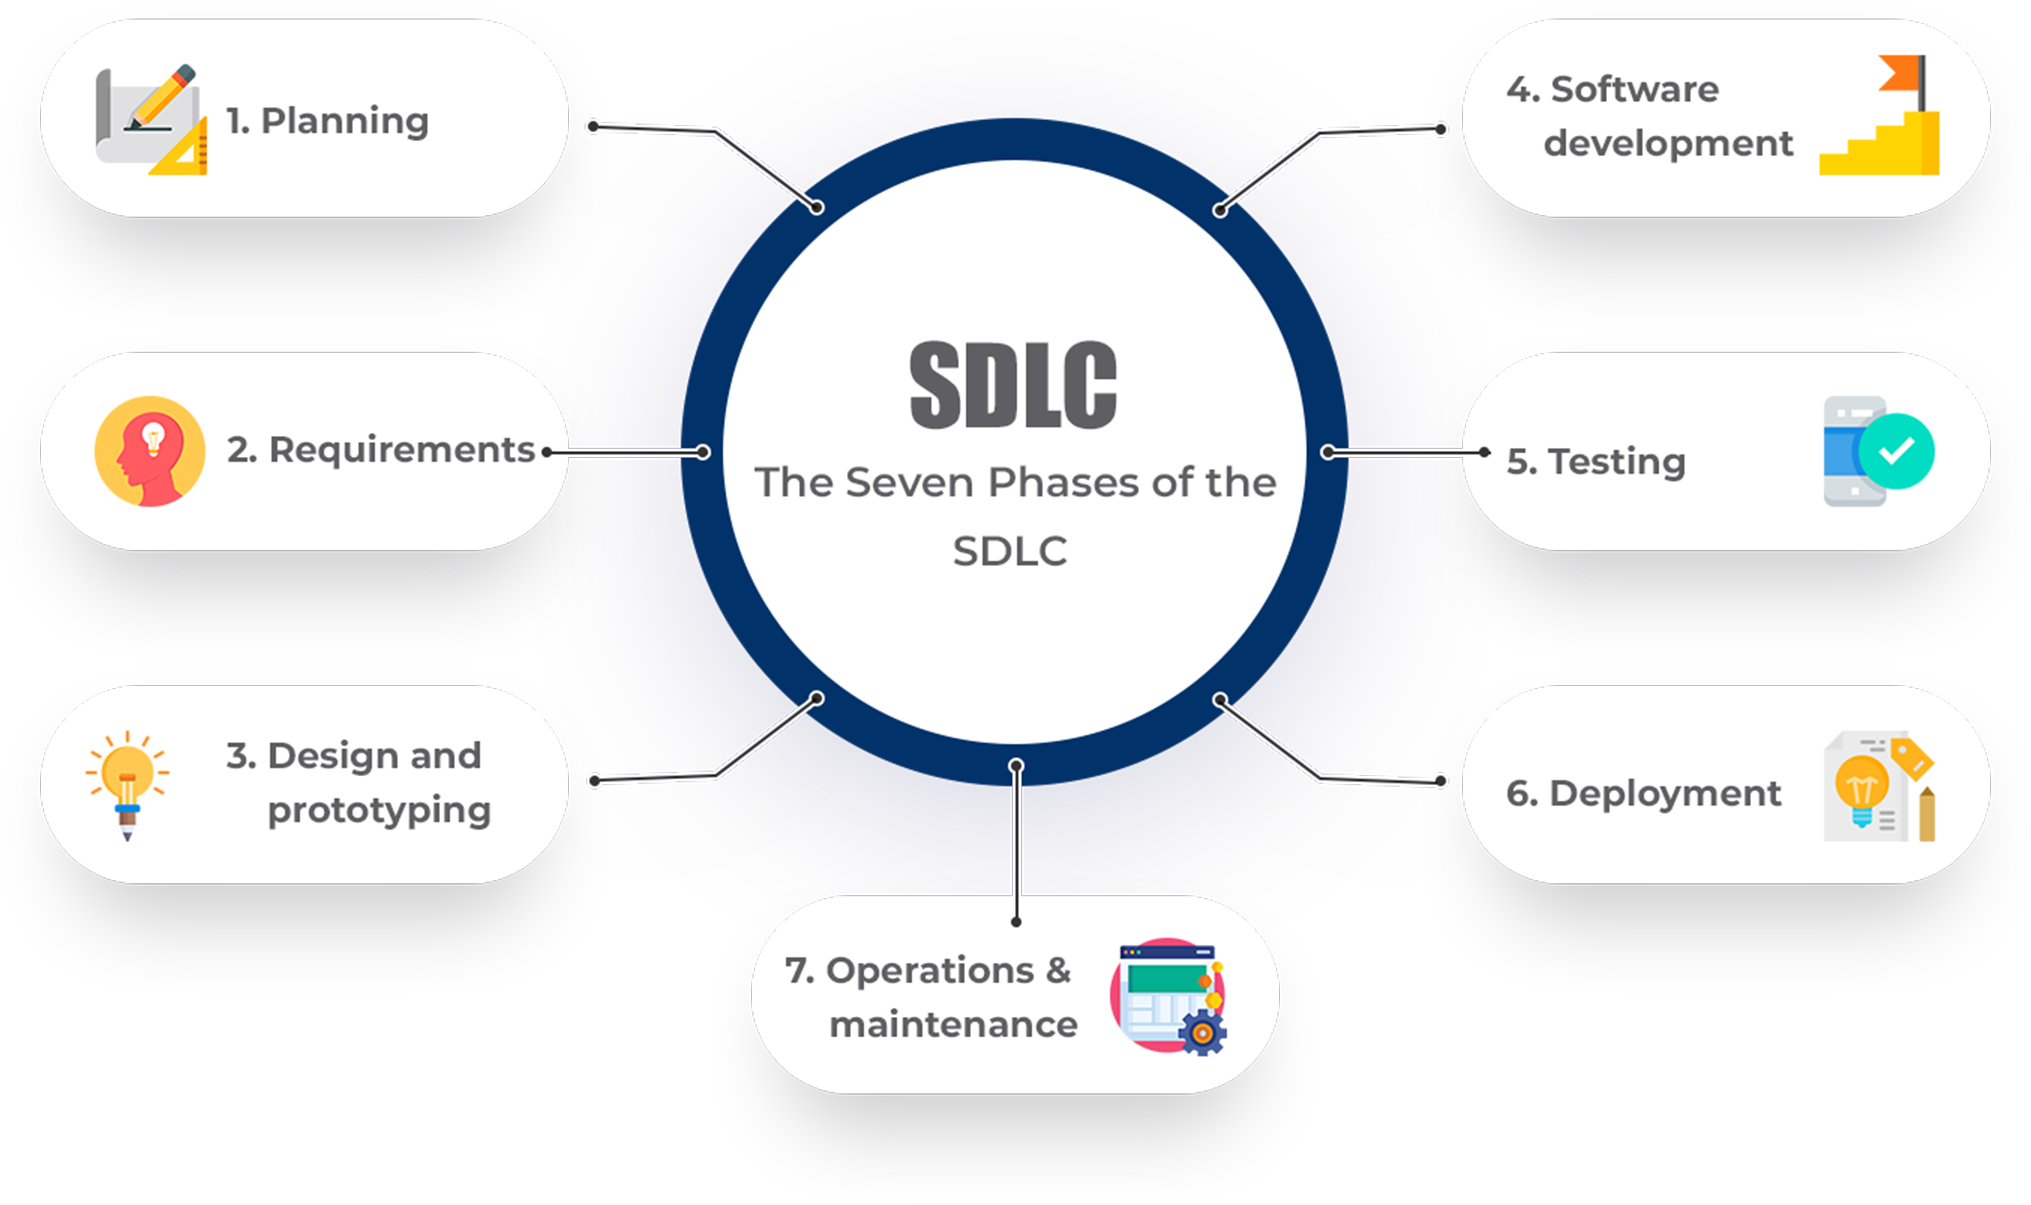 1. Planning
2. Requirements
3. Design and
prototyping
SDLC
The Seven Phases of the
SDLC
4. Software
development
5. Testing
6. Deployment
7. Operations &
maintenance